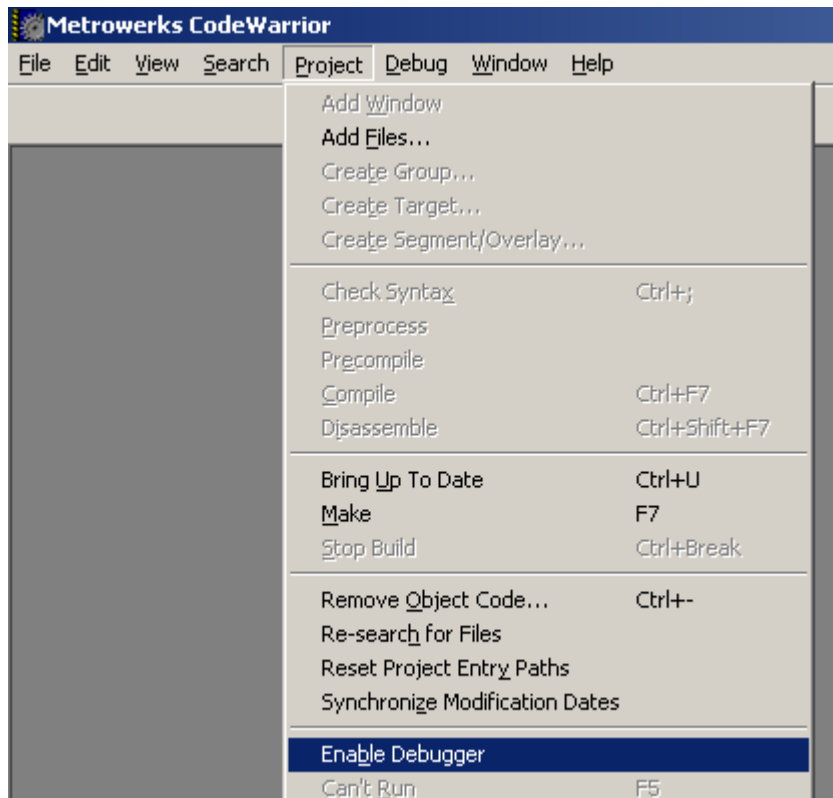 Metrowerks CodeWarrior
File Edit View Search Project Debug Window Help
Add Window
Add Files...
Create Group...
Create Target...
Create Segment/Overlay...
Check Syntax Ctrl+;
Preprocess
Precompile
Compile Ctrl+F7
Disassemble Ctrl+Shift+F7
Bring Up To Date Ctrl+U
Make F7
Stop Build Ctrl+Break
Remove Object Code... Ctrl+-
Re-search for Files
Reset Project Entry Paths
Synchronize Modification Dates
Enable Debugger
Can't Run F5